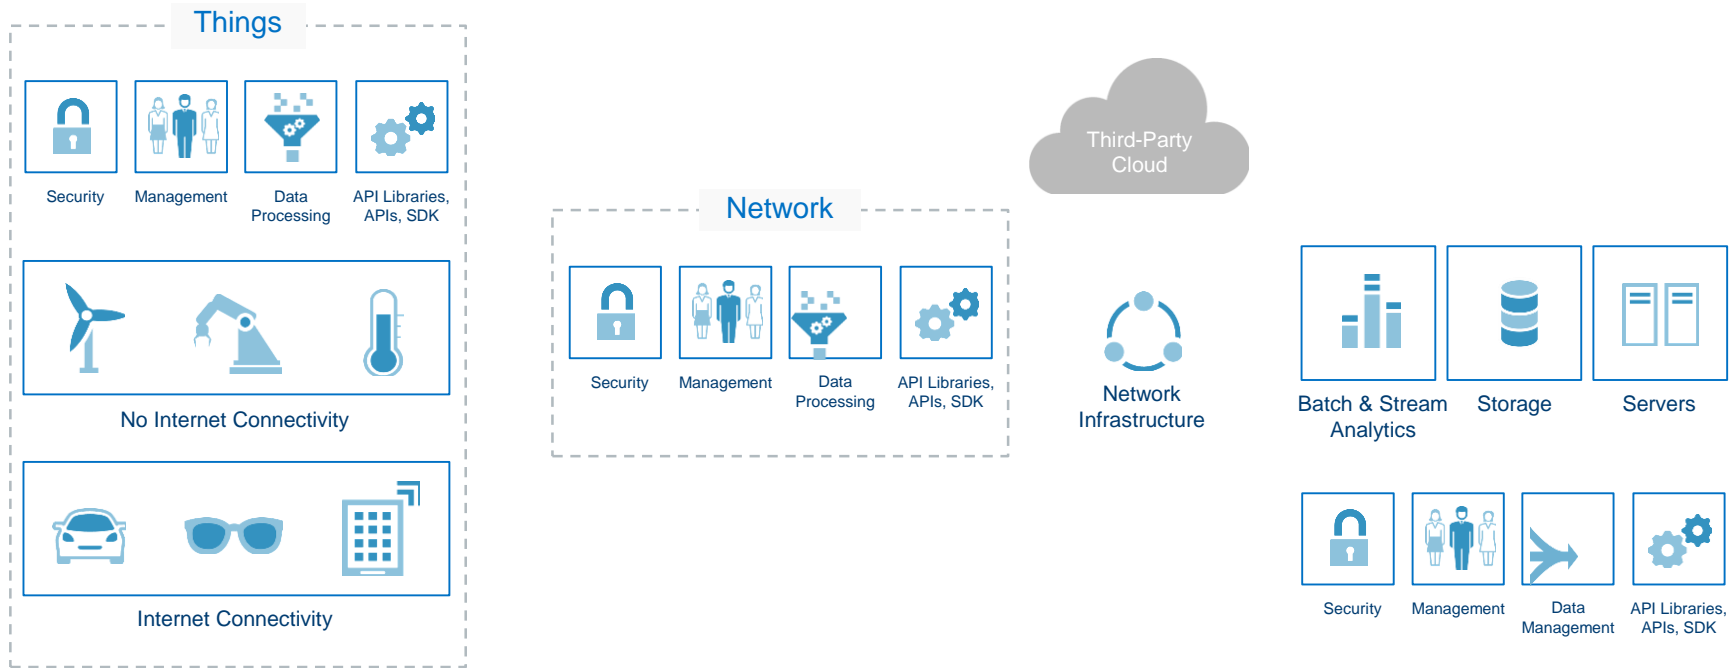 Things
Security
Management
Data
Processing
API Libraries,
APIs, SDK
No Internet Connectivity
Internet Connectivity
Network
Security
Management
Data
Processing
API Libraries,
APIs, SDK
Third-Party
Cloud
Network
Infrastructure
Batch & Stream
Analytics
Storage
Servers
Security
Management
Data
Management
API Libraries,
APIs, SDK